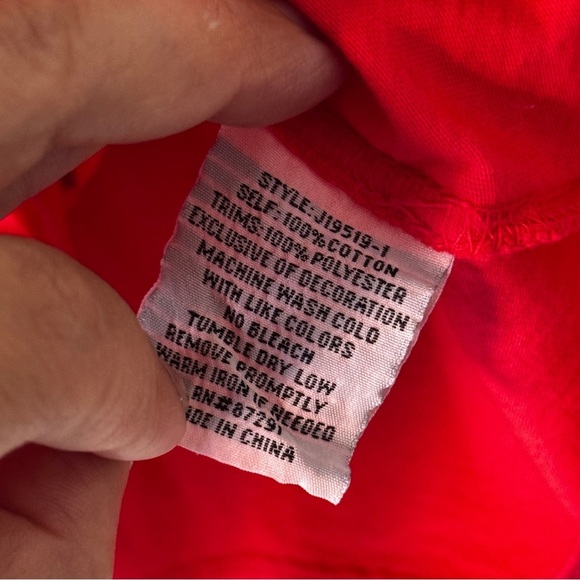 STYLE:J19519-1
SELF:100% COTTON
TRIMS:100% POLYESTER
EXCLUSIVE OF DECORATION
MACHINE WASH COLD
WITH LIKE COLORS
NO BLEACH
TUMBLE DRY LOW
REMOVE PROMPTLY
WARM IRON IF NEEDED
RN#87291
MADE IN CHINA